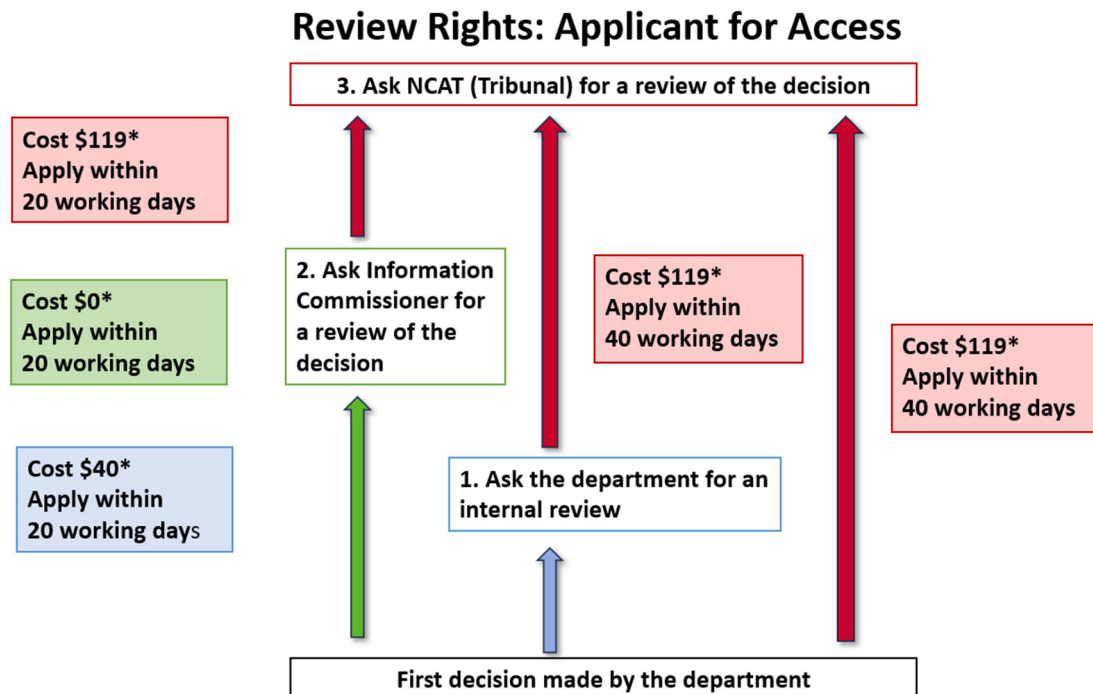 Review Rights: Applicant for Access
3. Ask NCAT (Tribunal) for a review of the decision
Cost $119*
Apply within
20 working days
2. Ask Information
Commissioner for
a review of the
decision
Cost $0*
Apply within
20 working days
Cost $119*
Apply within
40 working days
Cost $119*
Apply within
40 working days
Cost $40*
Apply within
20 working days
1. Ask the department for an
internal review
First decision made by the department